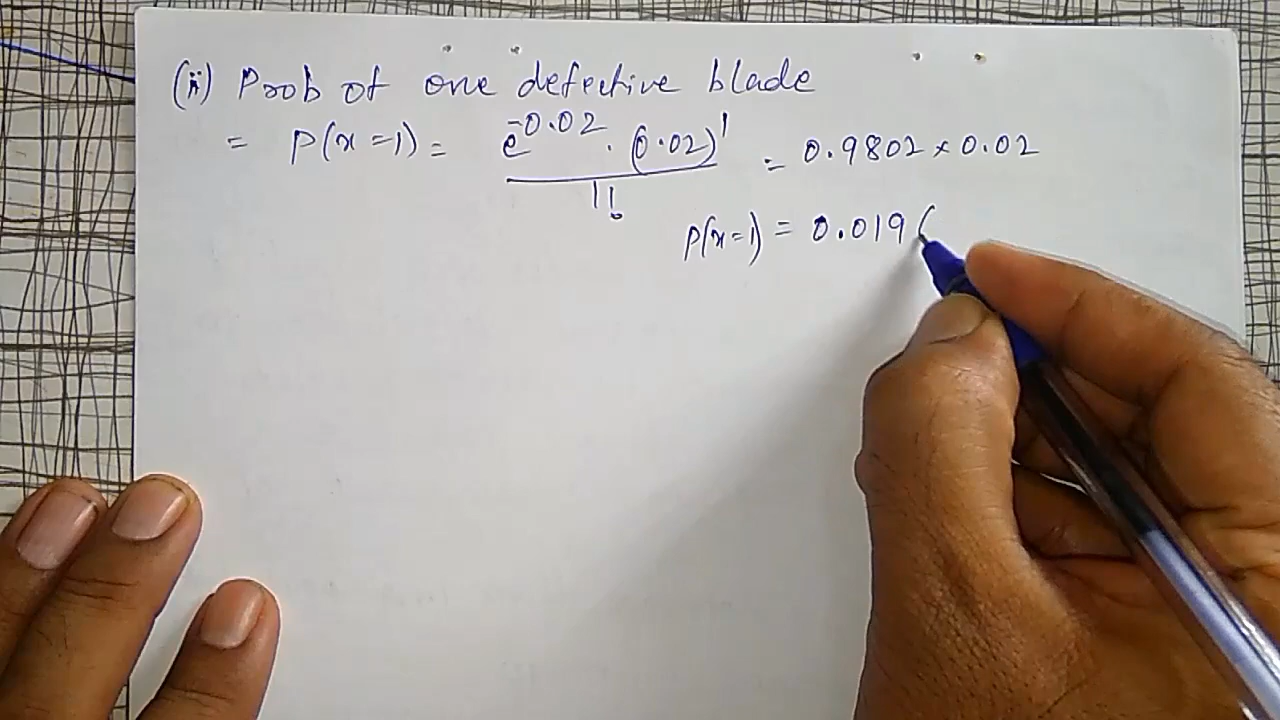 (ii) Prob of one defective blade
= P(x=1) = e^-0.02 . (0.02)^1 / 1! = 0.9802 × 0.02
P(x=1) = 0.0196